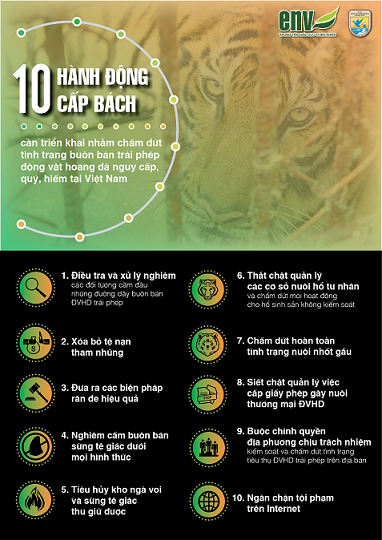 env
10
HÀNH ĐỘNG
CẤP BÁCH
cần triển khai nhằm chấm dứt
tình trạng buôn bán trái phép
động vật hoang dã nguy cấp,
quý, hiếm tại Việt Nam
1. Điều tra và xử lý nghiêm
các đối tượng cầm đầu
những đường dây buôn bán
ĐVHD trái phép
2. Xóa bỏ tệ nạn
tham nhũng
3. Đưa ra các biện pháp
răn đe hiệu quả
4. Nghiêm cấm buôn bán
sừng tê giác dưới
mọi hình thức
5. Tiêu hủy kho ngà voi
và sừng tê giác
thu giữ được
6. Thắt chặt quản lý
các cơ sở nuôi hổ tư nhân
và chấm dứt mọi hoạt động
cho hổ sinh sản không kiểm soát
7. Chấm dứt hoàn toàn
tình trạng nuôi nhốt gấu
8. Siết chặt quản lý việc
cấp giấy phép gây nuôi
thương mại ĐVHD
9. Buộc chính quyền
địa phương chịu trách nhiệm
kiểm soát và chấm dứt tình trạng
tiêu thụ ĐVHD trái phép trên địa bàn
10. Ngăn chặn tội phạm
trên Internet